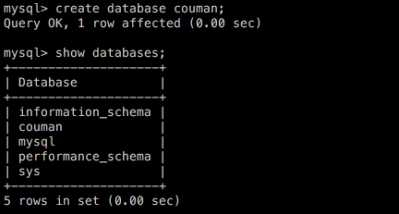 mysql> create database couman;
Query OK, 1 row affected (0.00 sec)
mysql> show databases;
+--------------------+
| Database           |
+--------------------+
| information_schema |
| couman             |
| mysql              |
| performance_schema |
| sys                |
+--------------------+
5 rows in set (0.00 sec)